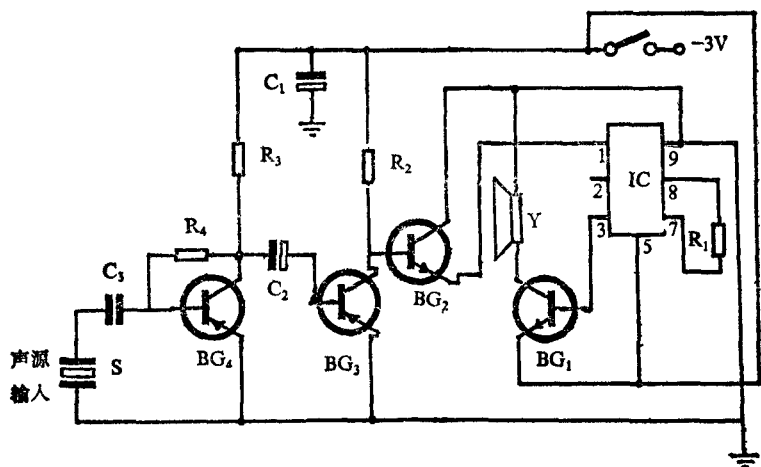 −3V
C₁
R₃
R₂
1
9
2
IC
8
3
7
5
R₁
R₄
Y
C₃
C₂
BG₂
BG₄
BG₃
BG₁
声源
输入
S